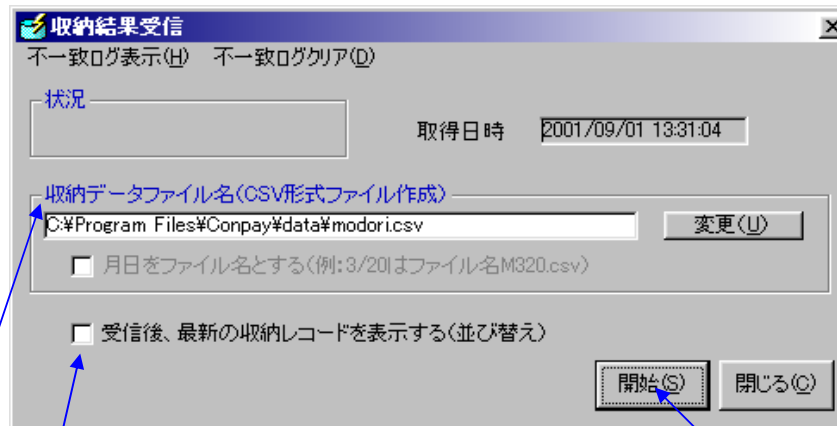 収納結果受信
不一致ログ表示(H) 不一致ログクリア(D)
状況
取得日時 2001/09/01 13:31:04
収納データファイル名(CSV形式ファイル作成)
C:¥Program Files¥Conpay¥data¥modori.csv 変更(U)
月日をファイル名とする(例:3/20はファイル名M320.csv)
受信後、最新の収納レコードを表示する(並び替え)
開始(S) 閉じる(C)